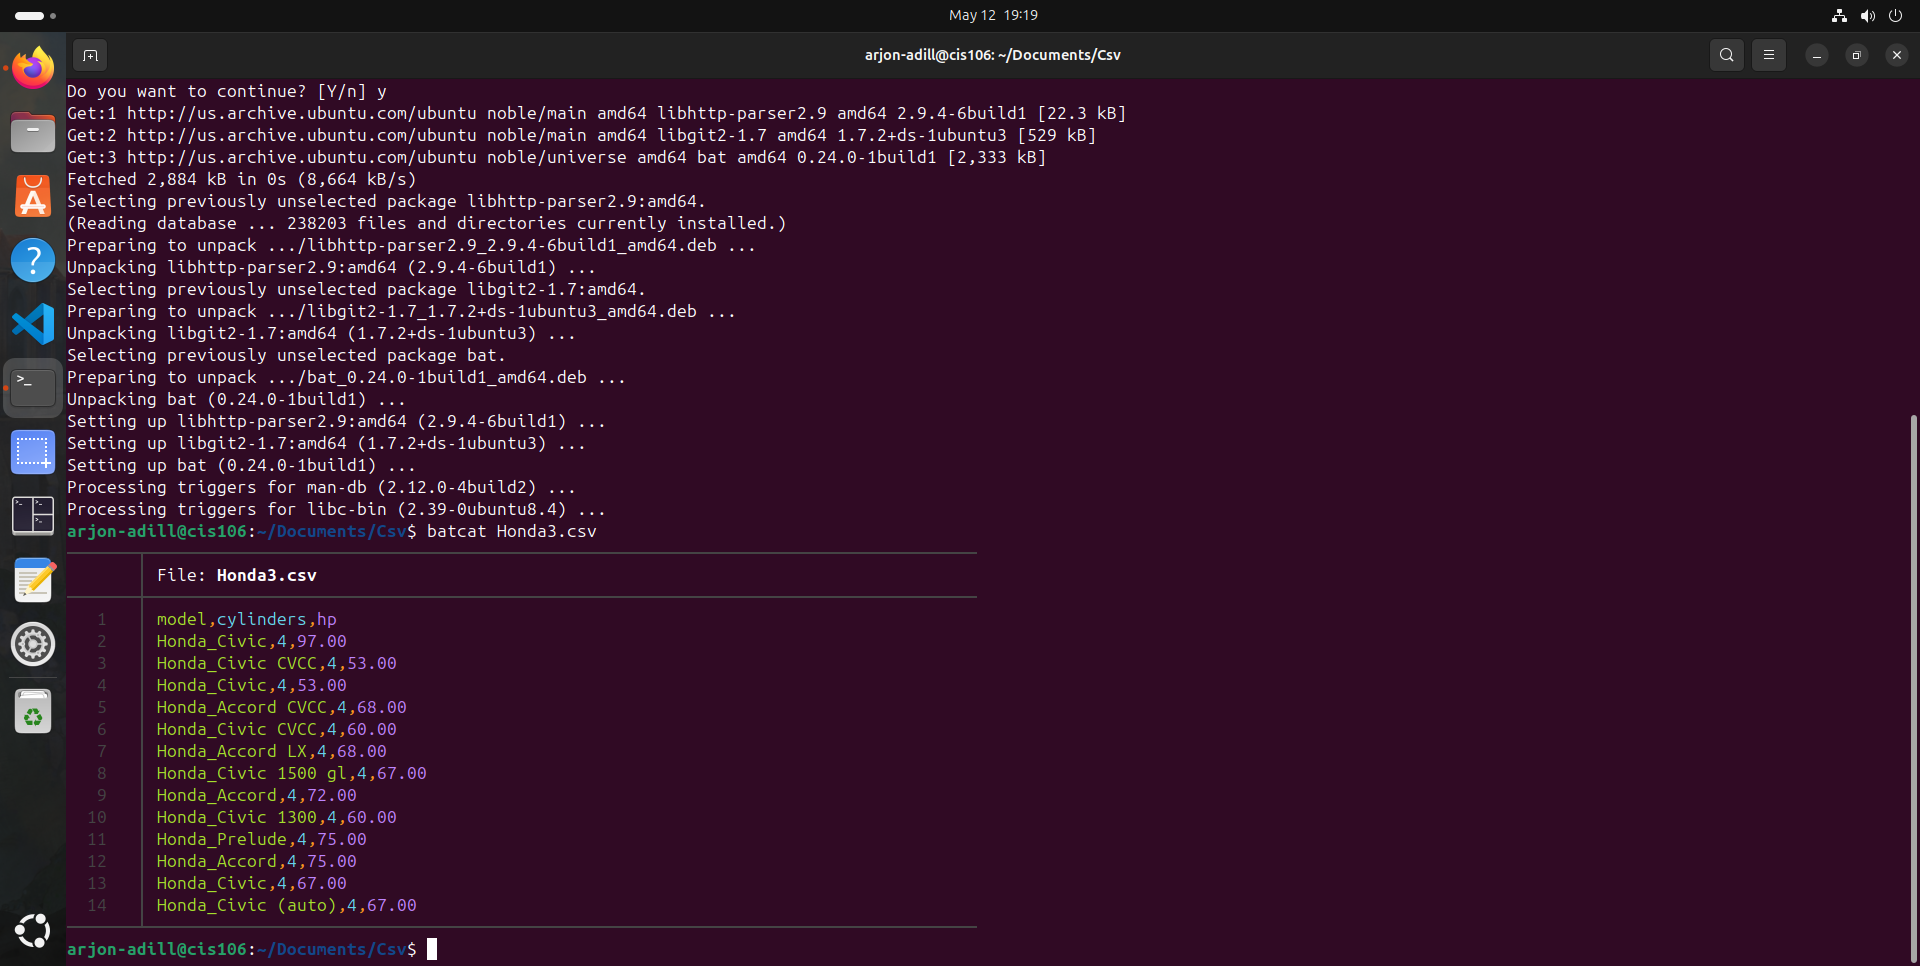 May 12 19:19
arjon-adill@cis106: ~/Documents/Csv
Do you want to continue? [Y/n] y
Get:1 http://us.archive.ubuntu.com/ubuntu noble/main amd64 libhttp-parser2.9 amd64 2.9.4-6build1 [22.3 kB]
Get:2 http://us.archive.ubuntu.com/ubuntu noble/main amd64 libgit2-1.7 amd64 1.7.2+ds-1ubuntu3 [529 kB]
Get:3 http://us.archive.ubuntu.com/ubuntu noble/universe amd64 bat amd64 0.24.0-1build1 [2,333 kB]
Fetched 2,884 kB in 0s (8,664 kB/s)
Selecting previously unselected package libhttp-parser2.9:amd64.
(Reading database ... 238203 files and directories currently installed.)
Preparing to unpack .../libhttp-parser2.9_2.9.4-6build1_amd64.deb ...
Unpacking libhttp-parser2.9:amd64 (2.9.4-6build1) ...
Selecting previously unselected package libgit2-1.7:amd64.
Preparing to unpack .../libgit2-1.7_1.7.2+ds-1ubuntu3_amd64.deb ...
Unpacking libgit2-1.7:amd64 (1.7.2+ds-1ubuntu3) ...
Selecting previously unselected package bat.
Preparing to unpack .../bat_0.24.0-1build1_amd64.deb ...
Unpacking bat (0.24.0-1build1) ...
Setting up libhttp-parser2.9:amd64 (2.9.4-6build1) ...
Setting up libgit2-1.7:amd64 (1.7.2+ds-1ubuntu3) ...
Setting up bat (0.24.0-1build1) ...
Processing triggers for man-db (2.12.0-4build2) ...
Processing triggers for libc-bin (2.39-0ubuntu8.4) ...
arjon-adill@cis106:~/Documents/Csv$ batcat Honda3.csv
File: Honda3.csv
1 model,cylinders,hp
2 Honda_Civic,4,97.00
3 Honda_Civic CVCC,4,53.00
4 Honda_Civic,4,53.00
5 Honda_Accord CVCC,4,68.00
6 Honda_Civic CVCC,4,60.00
7 Honda_Accord LX,4,68.00
8 Honda_Civic 1500 gl,4,67.00
9 Honda_Accord,4,72.00
10 Honda_Civic 1300,4,60.00
11 Honda_Prelude,4,75.00
12 Honda_Accord,4,75.00
13 Honda_Civic,4,67.00
14 Honda_Civic (auto),4,67.00
arjon-adill@cis106:~/Documents/Csv$